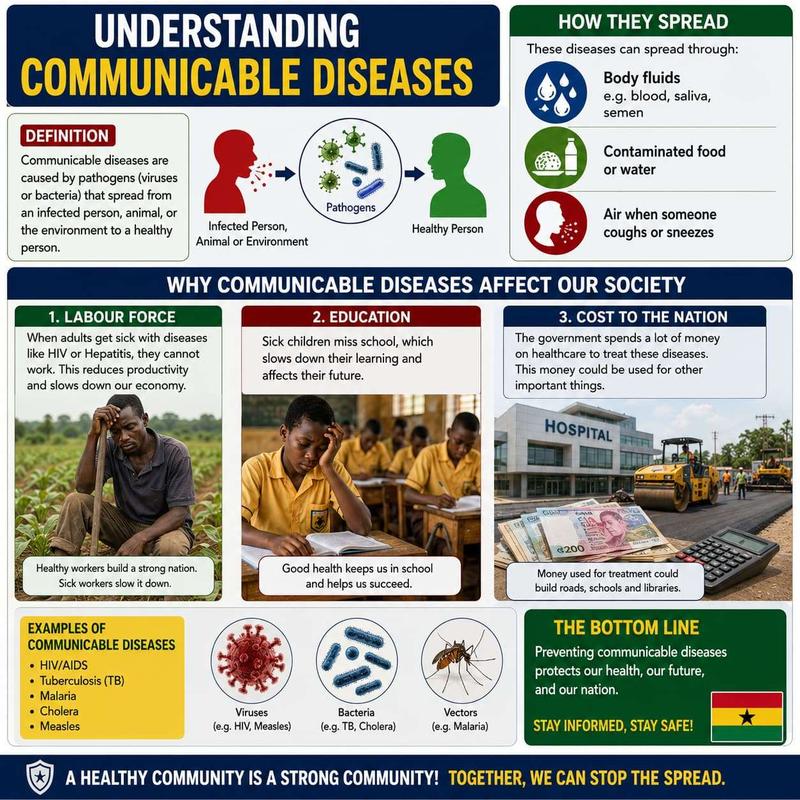 UNDERSTANDING
COMMUNICABLE DISEASES
DEFINITION
Communicable diseases are
caused by pathogens (viruses
or bacteria) that spread from
an infected person, animal, or
the environment to a healthy
person.
Infected Person,
Animal or Environment
Pathogens
Healthy Person
HOW THEY SPREAD
These diseases can spread through:
Body fluids
e.g. blood, saliva,
semen
Contaminated food
or water
Air when someone
coughs or sneezes
WHY COMMUNICABLE DISEASES AFFECT OUR SOCIETY
1. LABOUR FORCE
When adults get sick with diseases
like HIV or Hepatitis, they cannot
work. This reduces productivity
and slows down our economy.
Healthy workers build a strong nation.
Sick workers slow it down.
2. EDUCATION
Sick children miss school, which
slows down their learning and
affects their future.
Good health keeps us in school
and helps us succeed.
3. COST TO THE NATION
The government spends a lot of money
on healthcare to treat these diseases.
This money could be used for other
important things.
HOSPITAL
₵200
Money used for treatment could
build roads, schools and libraries.
EXAMPLES OF
COMMUNICABLE DISEASES
• HIV/AIDS
• Tuberculosis (TB)
• Malaria
• Cholera
• Measles
Viruses
(e.g. HIV, Measles)
Bacteria
(e.g. TB, Cholera)
Vectors
(e.g. Malaria)
THE BOTTOM LINE
Preventing communicable diseases
protects our health, our future,
and our nation.
STAY INFORMED, STAY SAFE!
A HEALTHY COMMUNITY IS A STRONG COMMUNITY! TOGETHER, WE CAN STOP THE SPREAD.